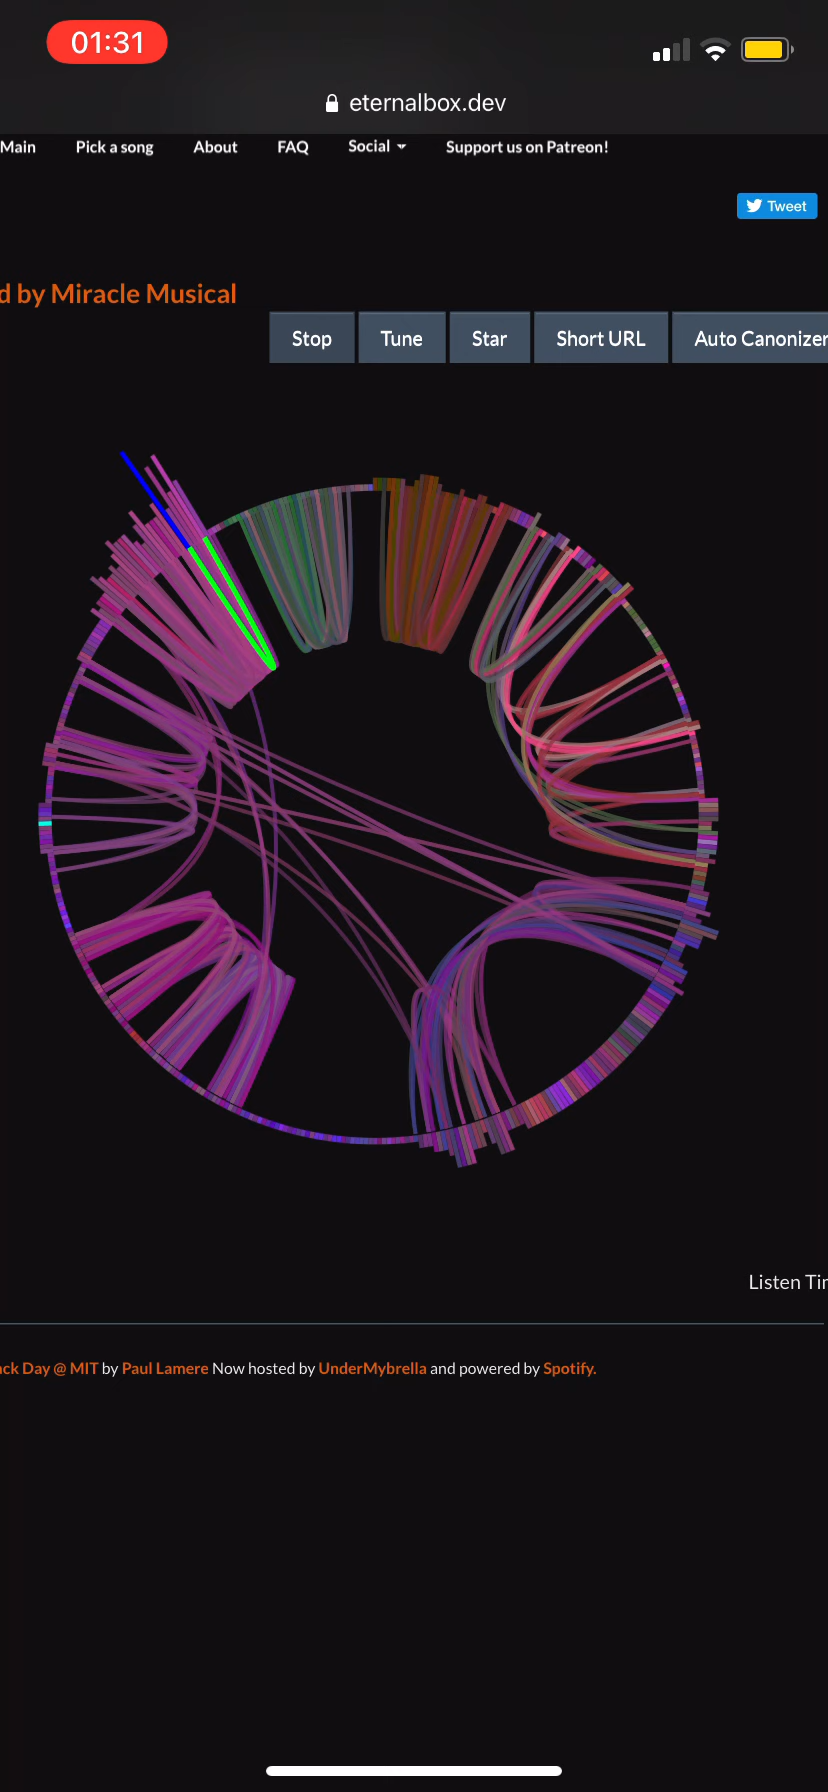 01:31
eternalbox.dev
Main Pick a song About FAQ Social Support us on Patreon!
Tweet
d by Miracle Musical
Stop Tune Star Short URL Auto Canonizer
Listen Tir
ack Day @ MIT by Paul Lamere Now hosted by UnderMybrella and powered by Spotify.